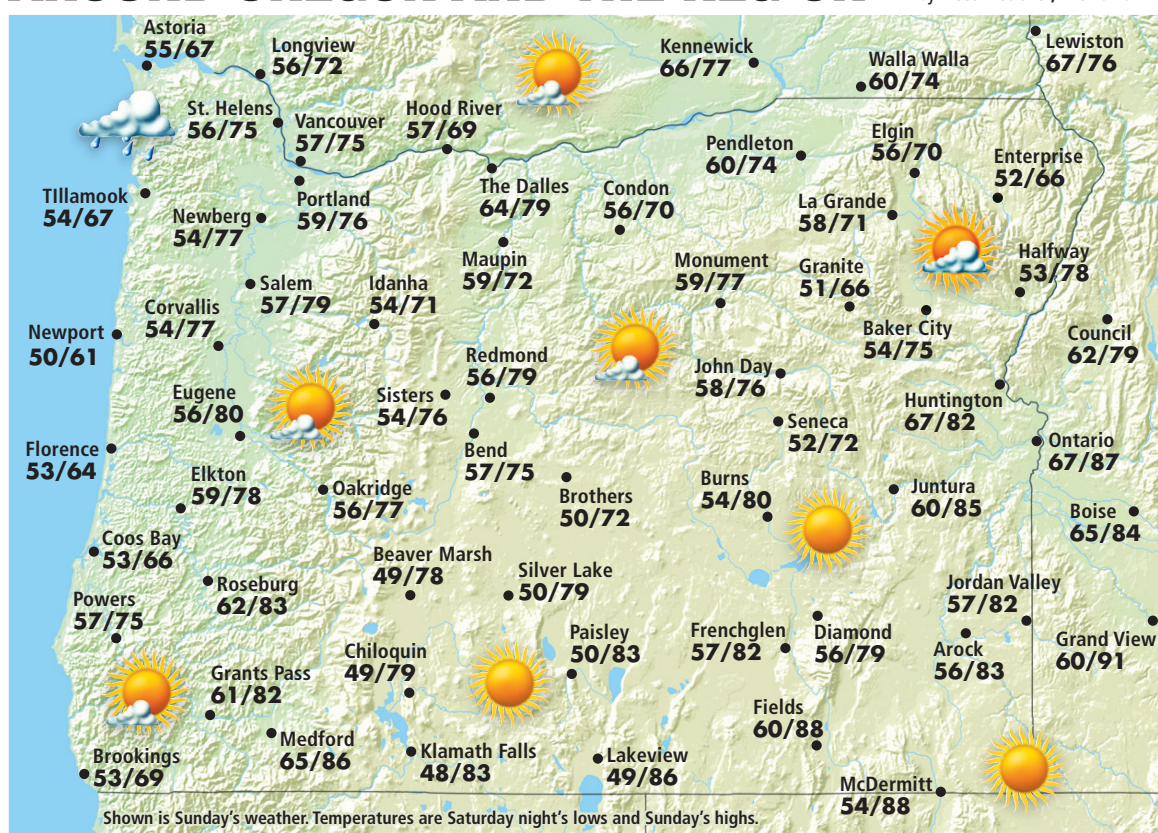 Astoria
55/67
Longview
56/72
Kennewick
66/77
Walla Walla
60/74
Lewiston
67/76
St. Helens
56/75
Vancouver
57/75
Hood River
57/69
Pendleton
60/74
Elgin
56/70
Enterprise
52/66
TIllamook
54/67
Newberg
54/77
Portland
59/76
The Dalles
64/79
Condon
56/70
La Grande
58/71
Maupin
59/72
Monument
59/77
Granite
51/66
Halfway
53/78
Salem
57/79
Idanha
54/71
Corvallis
54/77
Newport
50/61
Baker City
54/75
Council
62/79
Redmond
56/79
John Day
58/76
Eugene
56/80
Sisters
54/76
Huntington
67/82
Seneca
52/72
Florence
53/64
Bend
57/75
Ontario
67/87
Elkton
59/78
Oakridge
56/77
Brothers
50/72
Burns
54/80
Juntura
60/85
Boise
65/84
Coos Bay
53/66
Beaver Marsh
49/78
Silver Lake
50/79
Roseburg
62/83
Jordan Valley
57/82
Powers
57/75
Paisley
50/83
Frenchglen
57/82
Diamond
56/79
Arock
56/83
Grand View
60/91
Chiloquin
49/79
Grants Pass
61/82
Fields
60/88
Medford
65/86
Klamath Falls
48/83
Lakeview
49/86
Brookings
53/69
McDermitt
54/88
Shown is Sunday's weather. Temperatures are Saturday night's lows and Sunday's highs.